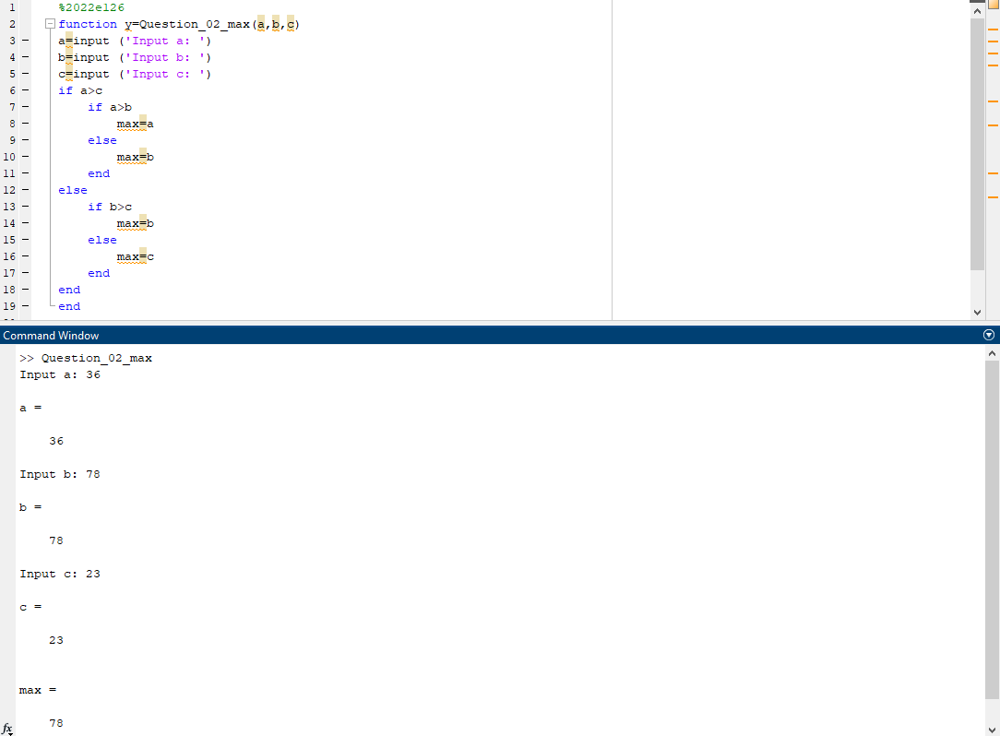 1 %2022e126
2 function y=Question_02_max(a,b,c)
3 - a=input ('Input a: ')
4 - b=input ('Input b: ')
5 - c=input ('Input c: ')
6 - if a>c
7 - if a>b
8 - max=a
9 - else
10 - max=b
11 - end
12 - else
13 - if b>c
14 - max=b
15 - else
16 - max=c
17 - end
18 - end
19 - end
Command Window
>> Question_02_max
Input a: 36
a =
36
Input b: 78
b =
78
Input c: 23
c =
23
max =
78
fx